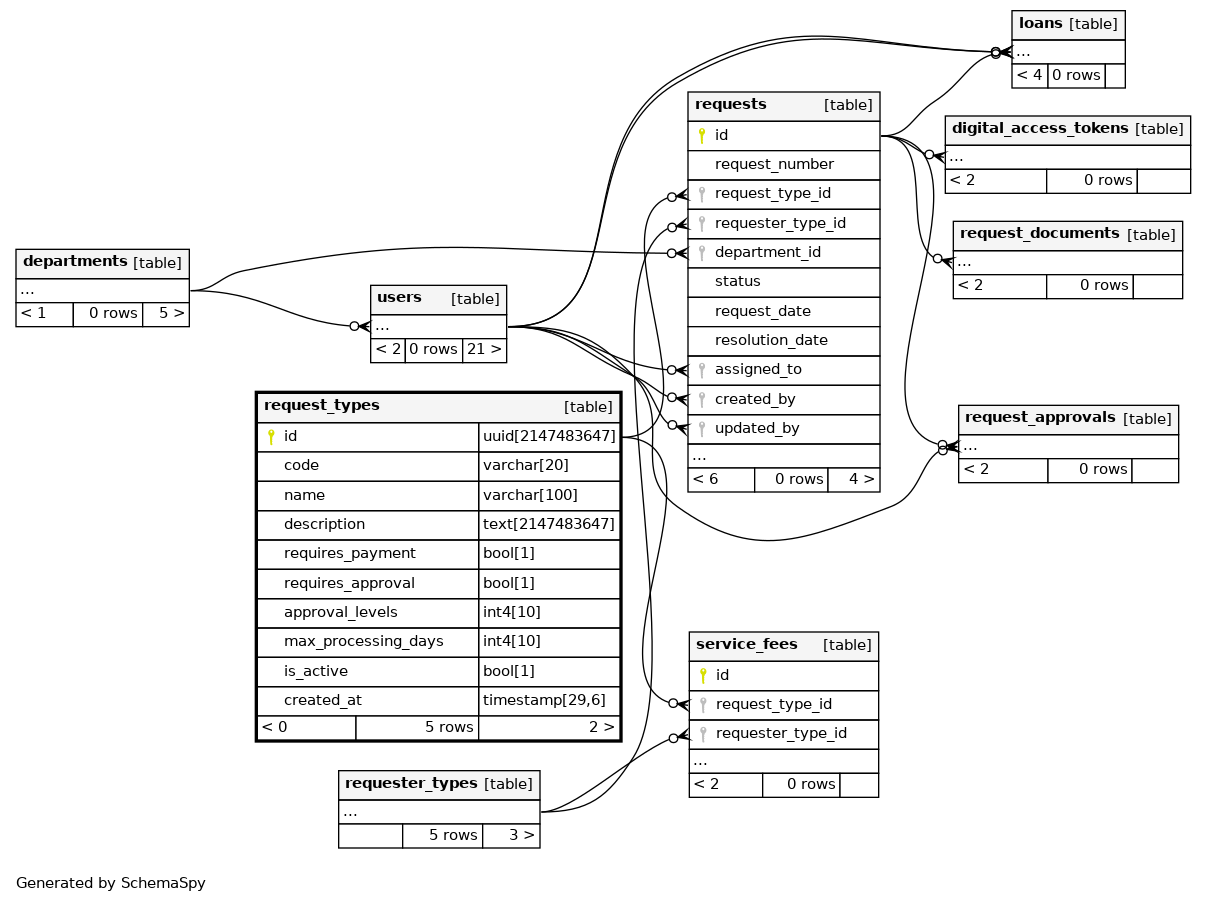 loans [table]
...
< 4 0 rows
requests [table]
id
request_number
request_type_id
requester_type_id
department_id
status
request_date
resolution_date
assigned_to
created_by
updated_by
...
< 6 0 rows 4 >
digital_access_tokens [table]
...
< 2 0 rows
request_documents [table]
...
< 2 0 rows
departments [table]
...
< 1 0 rows 5 >
users [table]
...
< 2 0 rows 21 >
request_types [table]
id uuid[2147483647]
code varchar[20]
name varchar[100]
description text[2147483647]
requires_payment bool[1]
requires_approval bool[1]
approval_levels int4[10]
max_processing_days int4[10]
is_active bool[1]
created_at timestamp[29,6]
< 0 5 rows 2 >
request_approvals [table]
...
< 2 0 rows
service_fees [table]
id
request_type_id
requester_type_id
...
< 2 0 rows
requester_types [table]
...
5 rows 3 >
Generated by SchemaSpy